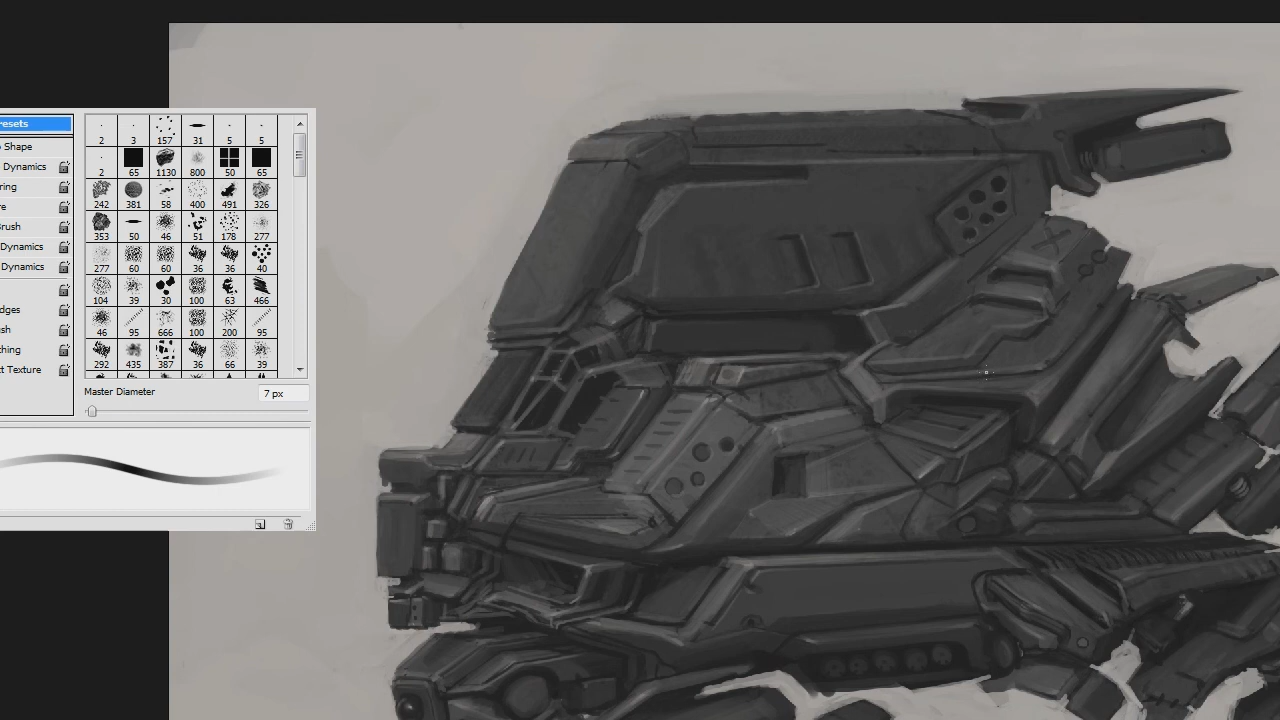 resets
Shape
Dynamics
ring
re
Brush
Dynamics
Dynamics
dges
sh
thing
t Texture
2 3 157 31 5 5
2 65 1130 800 50 65
242 381 58 400 491 326
353 50 46 51 178 277
277 60 60 36 36 40
104 39 30 100 63 466
46 95 666 100 200 95
292 435 387 36 66 39
Master Diameter 7 px